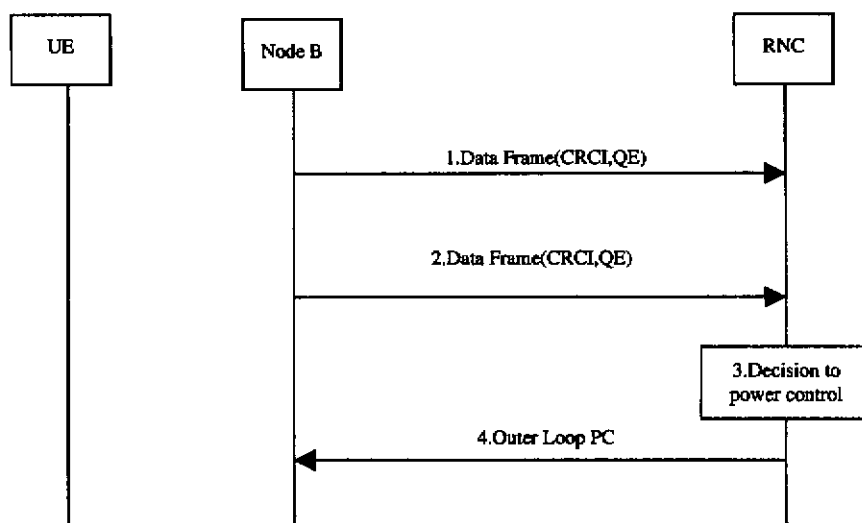 UE
Node B
RNC
1.Data Frame(CRCI,QE)
2.Data Frame(CRCI,QE)
3.Decision to
power control
4.Outer Loop PC